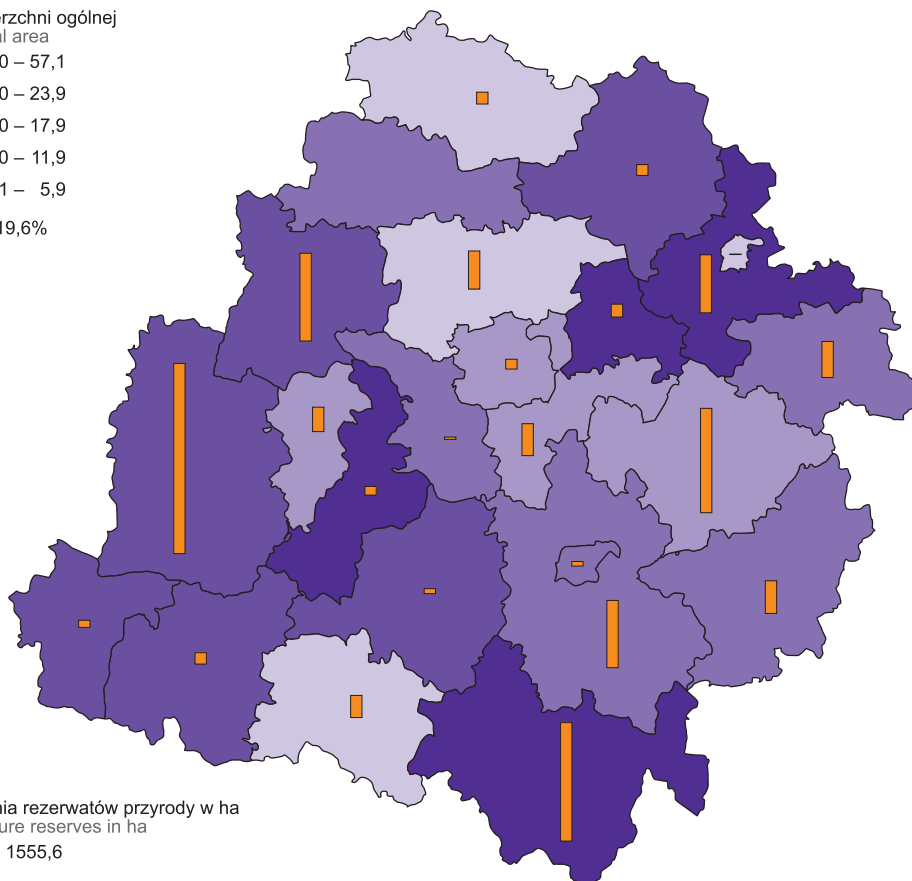 erzchni ogólnej
al area
0 – 57,1
0 – 23,9
0 – 17,9
0 – 11,9
1 – 5,9
19,6%
nia rezerwatów przyrody w ha
ure reserves in ha
1555,6